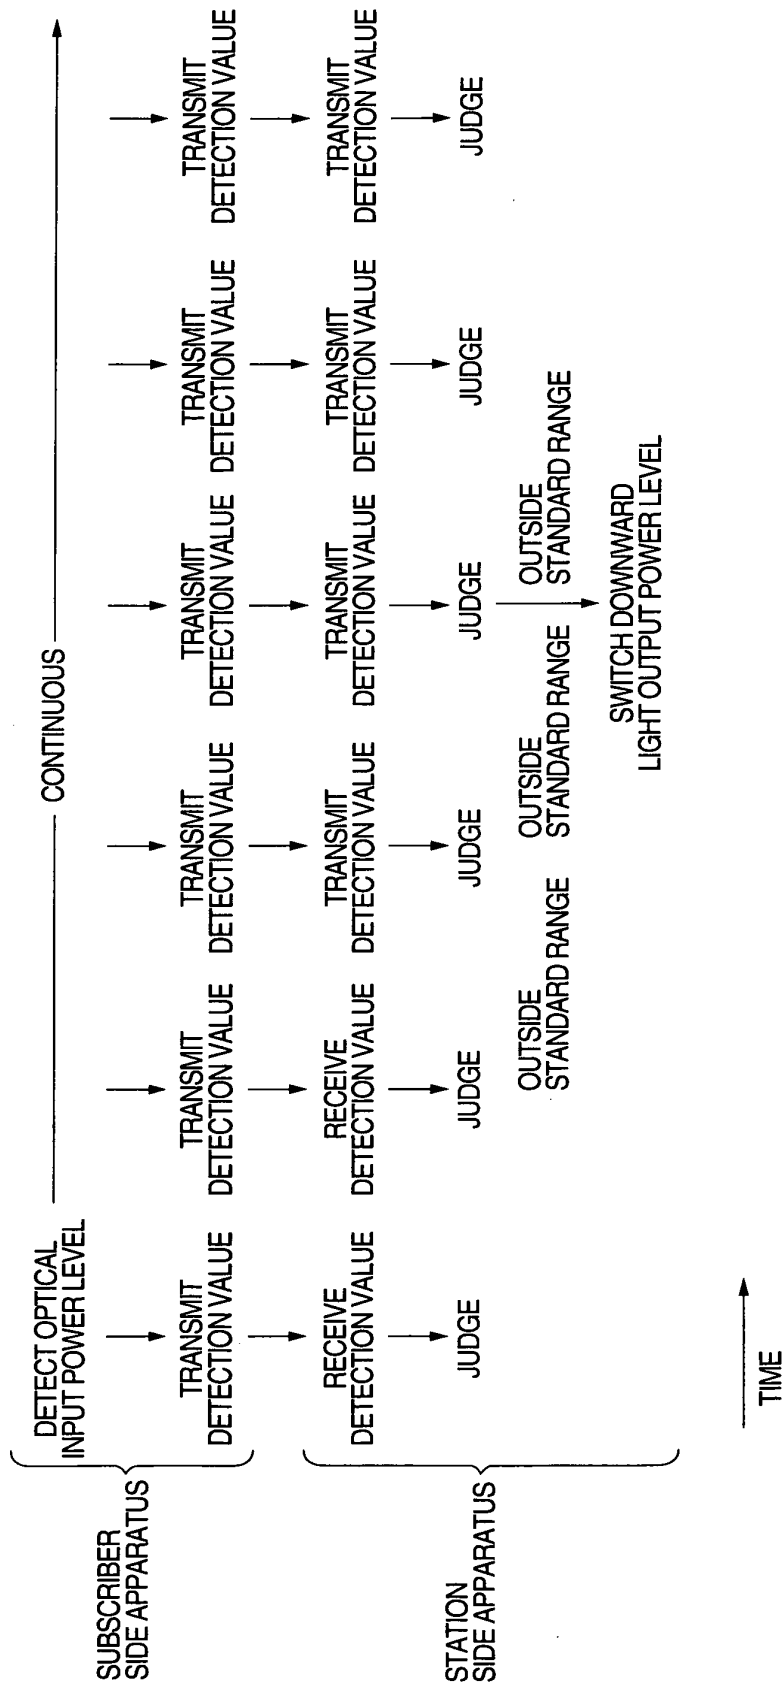 SUBSCRIBER
SIDE APPARATUS
DETECT OPTICAL
INPUT POWER LEVEL
CONTINUOUS
TRANSMIT
DETECTION VALUE
TRANSMIT
DETECTION VALUE
TRANSMIT
DETECTION VALUE
TRANSMIT
DETECTION VALUE
TRANSMIT
DETECTION VALUE
TRANSMIT
DETECTION VALUE
STATION
SIDE APPARATUS
RECEIVE
DETECTION VALUE
RECEIVE
DETECTION VALUE
TRANSMIT
DETECTION VALUE
TRANSMIT
DETECTION VALUE
TRANSMIT
DETECTION VALUE
TRANSMIT
DETECTION VALUE
JUDGE
JUDGE
JUDGE
JUDGE
JUDGE
JUDGE
OUTSIDE
STANDARD RANGE
OUTSIDE
STANDARD RANGE
OUTSIDE
STANDARD RANGE
SWITCH DOWNWARD
LIGHT OUTPUT POWER LEVEL
TIME